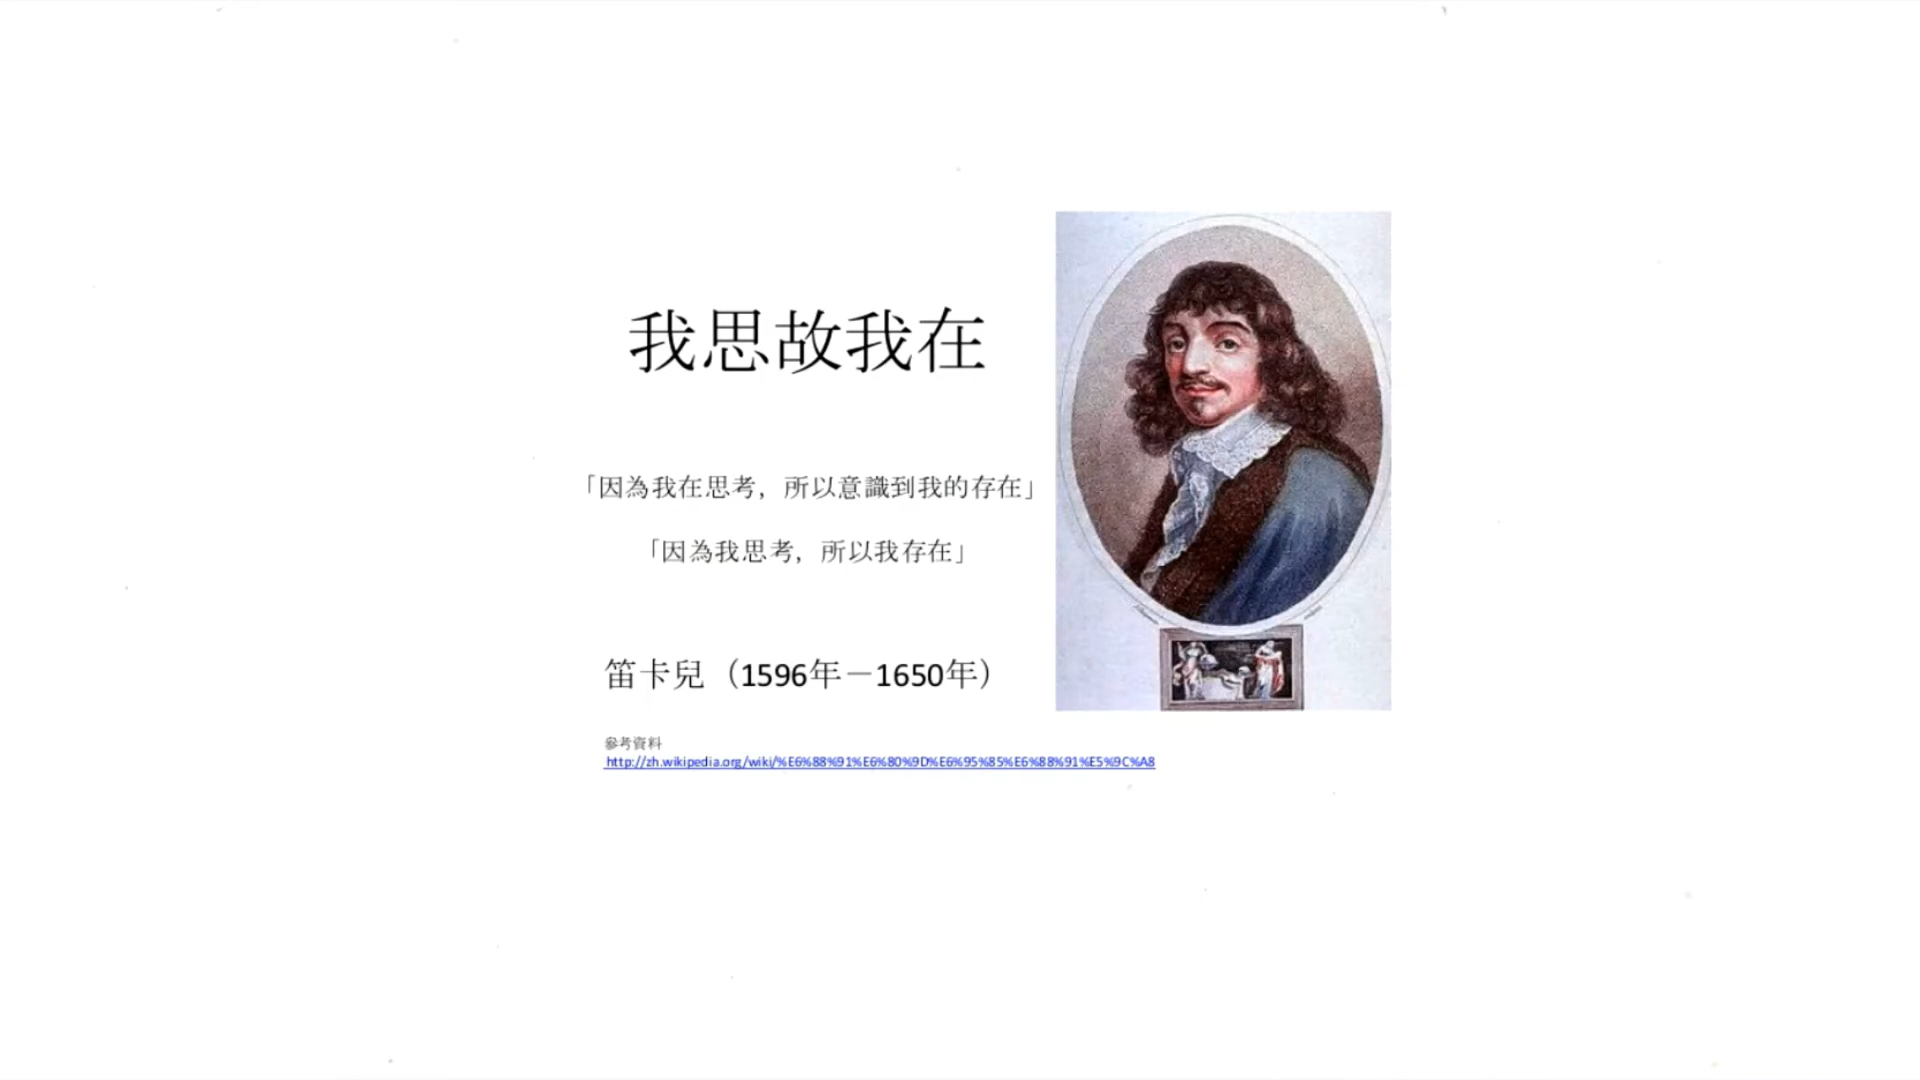 我思故我在
「因為我在思考，所以意識到我的存在」
「因為我思考，所以我存在」
笛卡兒（1596年－1650年）
參考資料
http://zh.wikipedia.org/wiki/%E6%88%91%E6%80%9D%E6%95%85%E6%88%91%E5%9C%A8